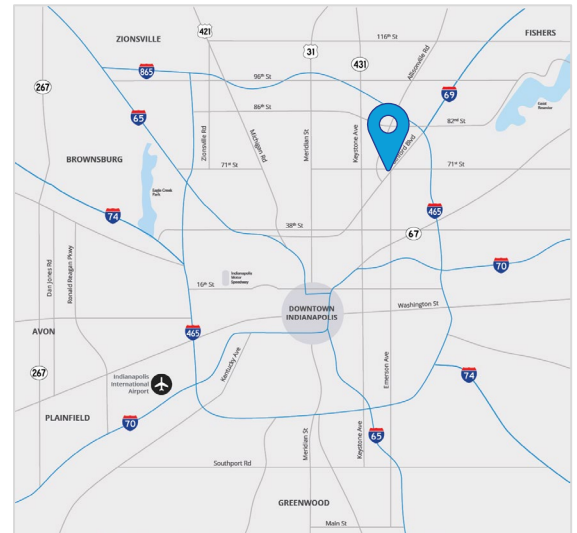 421
116th St
FISHERS
ZIONSVILLE
31
431
Allisonville Rd
865
96th St
267
69
86th St
82nd St
65
Zionsville Rd
Michigan Rd
Meridian St
Keystone Ave
BROWNSBURG
71st St
71st St
Eagle Creek
Park
74
465
38th St
67
70
Dan Jones Rd
Ronald Reagan Pkwy
16th St
Indianapolis
Motor
Speedway
DOWNTOWN
INDIANAPOLIS
Washington St
AVON
465
Kentucky Ave
Emerson Ave
267
Indianapolis
International
Airport
74
PLAINFIELD
70
Meridian St
Keystone Ave
65
Southport Rd
GREENWOOD
Main St